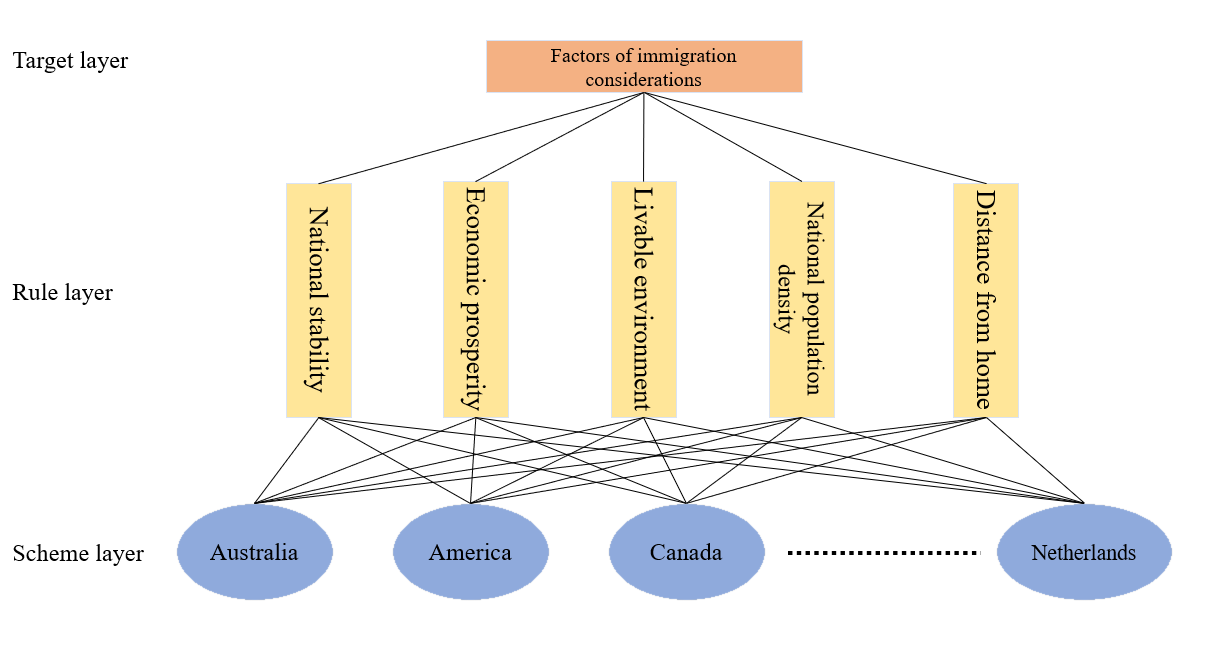 Target layer
Factors of immigration
considerations
Rule layer
National stability
Economic prosperity
Livable environment
National population
density
Distance from home
Scheme layer
Australia
America
Canada
Netherlands